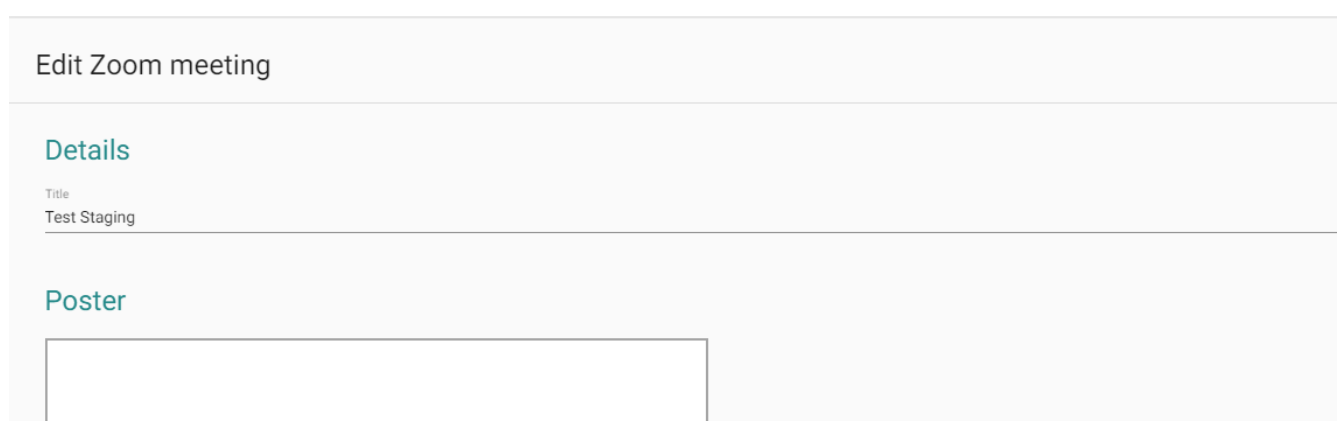 Edit Zoom meeting
Details
Title
Test Staging
Poster